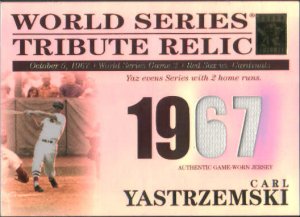 WORLD SERIES®
TRIBUTE RELIC
October 5, 1967 • World Series Game 2 • Red Sox vs. Cardinals
Yaz evens Series with 2 home runs.
1967
AUTHENTIC GAME-WORN JERSEY
CARL
YASTRZEMSKI